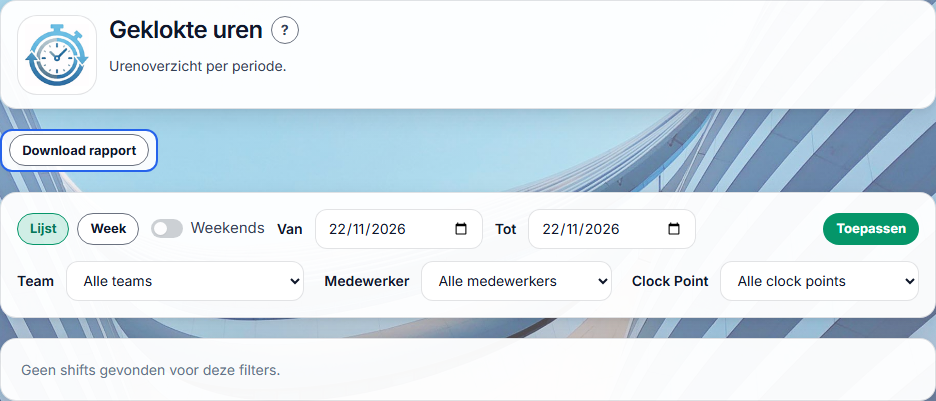 Geklokte uren ?
Urenoverzicht per periode.
Download rapport
Lijst Week Weekends Van 22/11/2026 Tot 22/11/2026 Toepassen
Team Alle teams Medewerker Alle medewerkers Clock Point Alle clock points
Geen shifts gevonden voor deze filters.